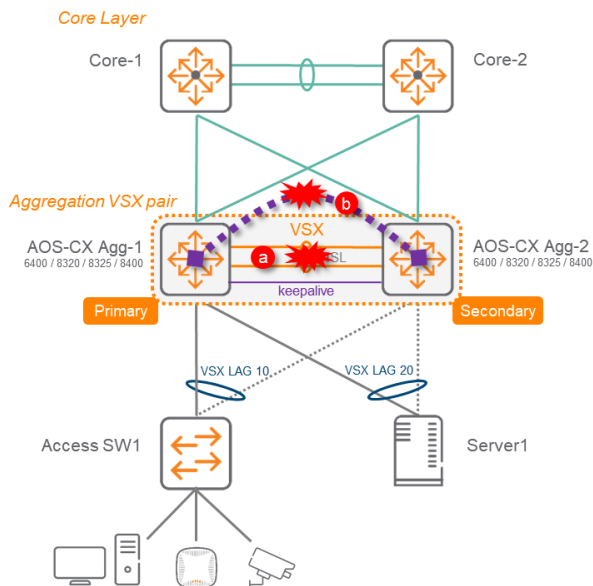 Core Layer
Core-1
Core-2
Aggregation VSX pair
b
VSX
AOS-CX Agg-1
6400 / 8320 / 8325 / 8400
a
AOS-CX Agg-2
6400 / 8320 / 8325 / 8400
keepalive
Primary
Secondary
VSX LAG 10
VSX LAG 20
Access SW1
Server1